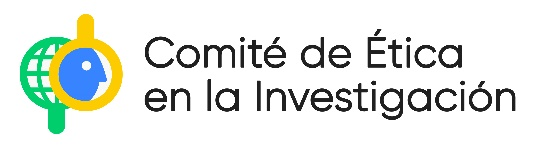 Comité de Ética
en la Investigación